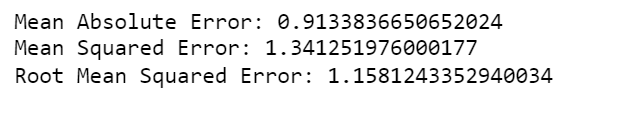 Mean Absolute Error: 0.9133836650652024
Mean Squared Error: 1.341251976000177
Root Mean Squared Error: 1.1581243352940034